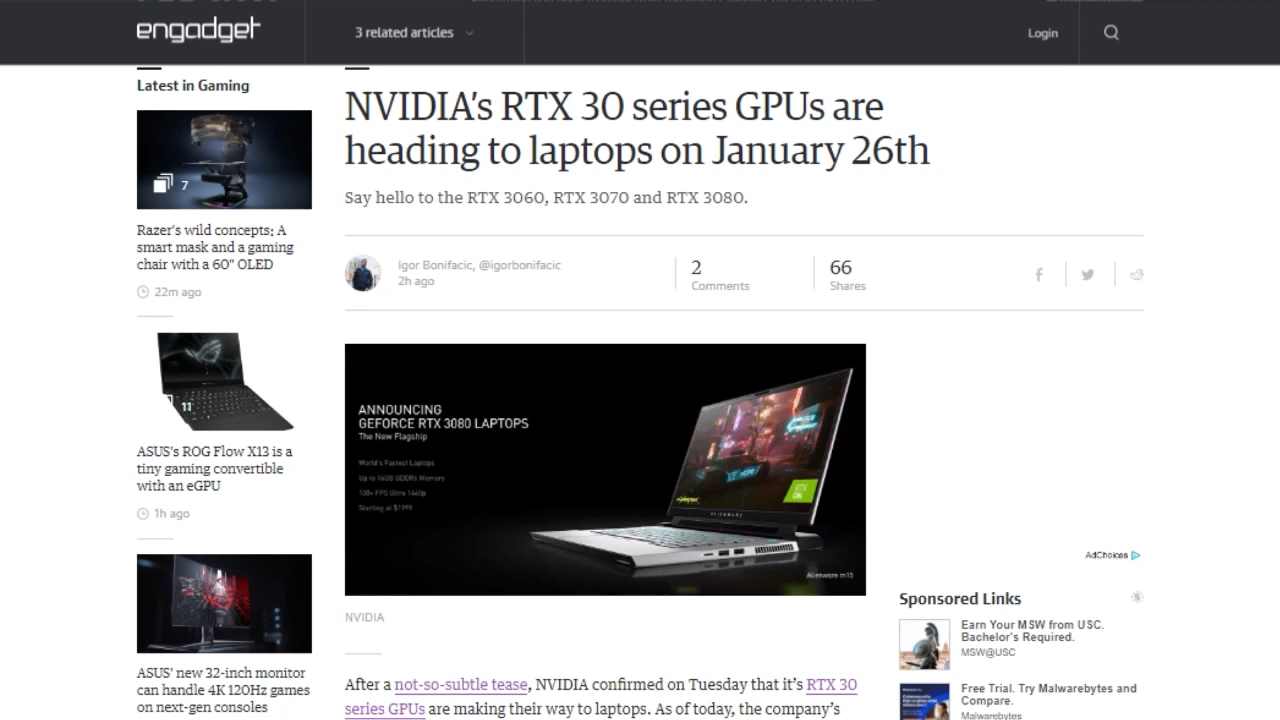 engadget
3 related articles
Login
Latest in Gaming
7
Razer's wild concepts: A
smart mask and a gaming
chair with a 60" OLED
22m ago
11
ASUS's ROG Flow X13 is a
tiny gaming convertible
with an eGPU
1h ago
ASUS' new 32-inch monitor
can handle 4K 120Hz games
on next-gen consoles
NVIDIA's RTX 30 series GPUs are
heading to laptops on January 26th
Say hello to the RTX 3060, RTX 3070 and RTX 3080.
Igor Bonifacic, @igorbonifacic
2h ago
2
Comments
66
Shares
ANNOUNCING
GEFORCE RTX 3080 LAPTOPS
The New Flagship
World's Fastest Laptops
Up to 16GB GDDR6 Memory
100+ FPS Ultra 1440p
Starting at $1999
RTX
ON
ALIENWARE
Alienware m15
NVIDIA
After a not-so-subtle tease, NVIDIA confirmed on Tuesday that it's RTX 30
series GPUs are making their way to laptops. As of today, the company's
AdChoices
Sponsored Links
Earn Your MSW from USC.
Bachelor's Required.
MSW@USC
Free Trial. Try Malwarebytes and
Compare.
Malwarebytes